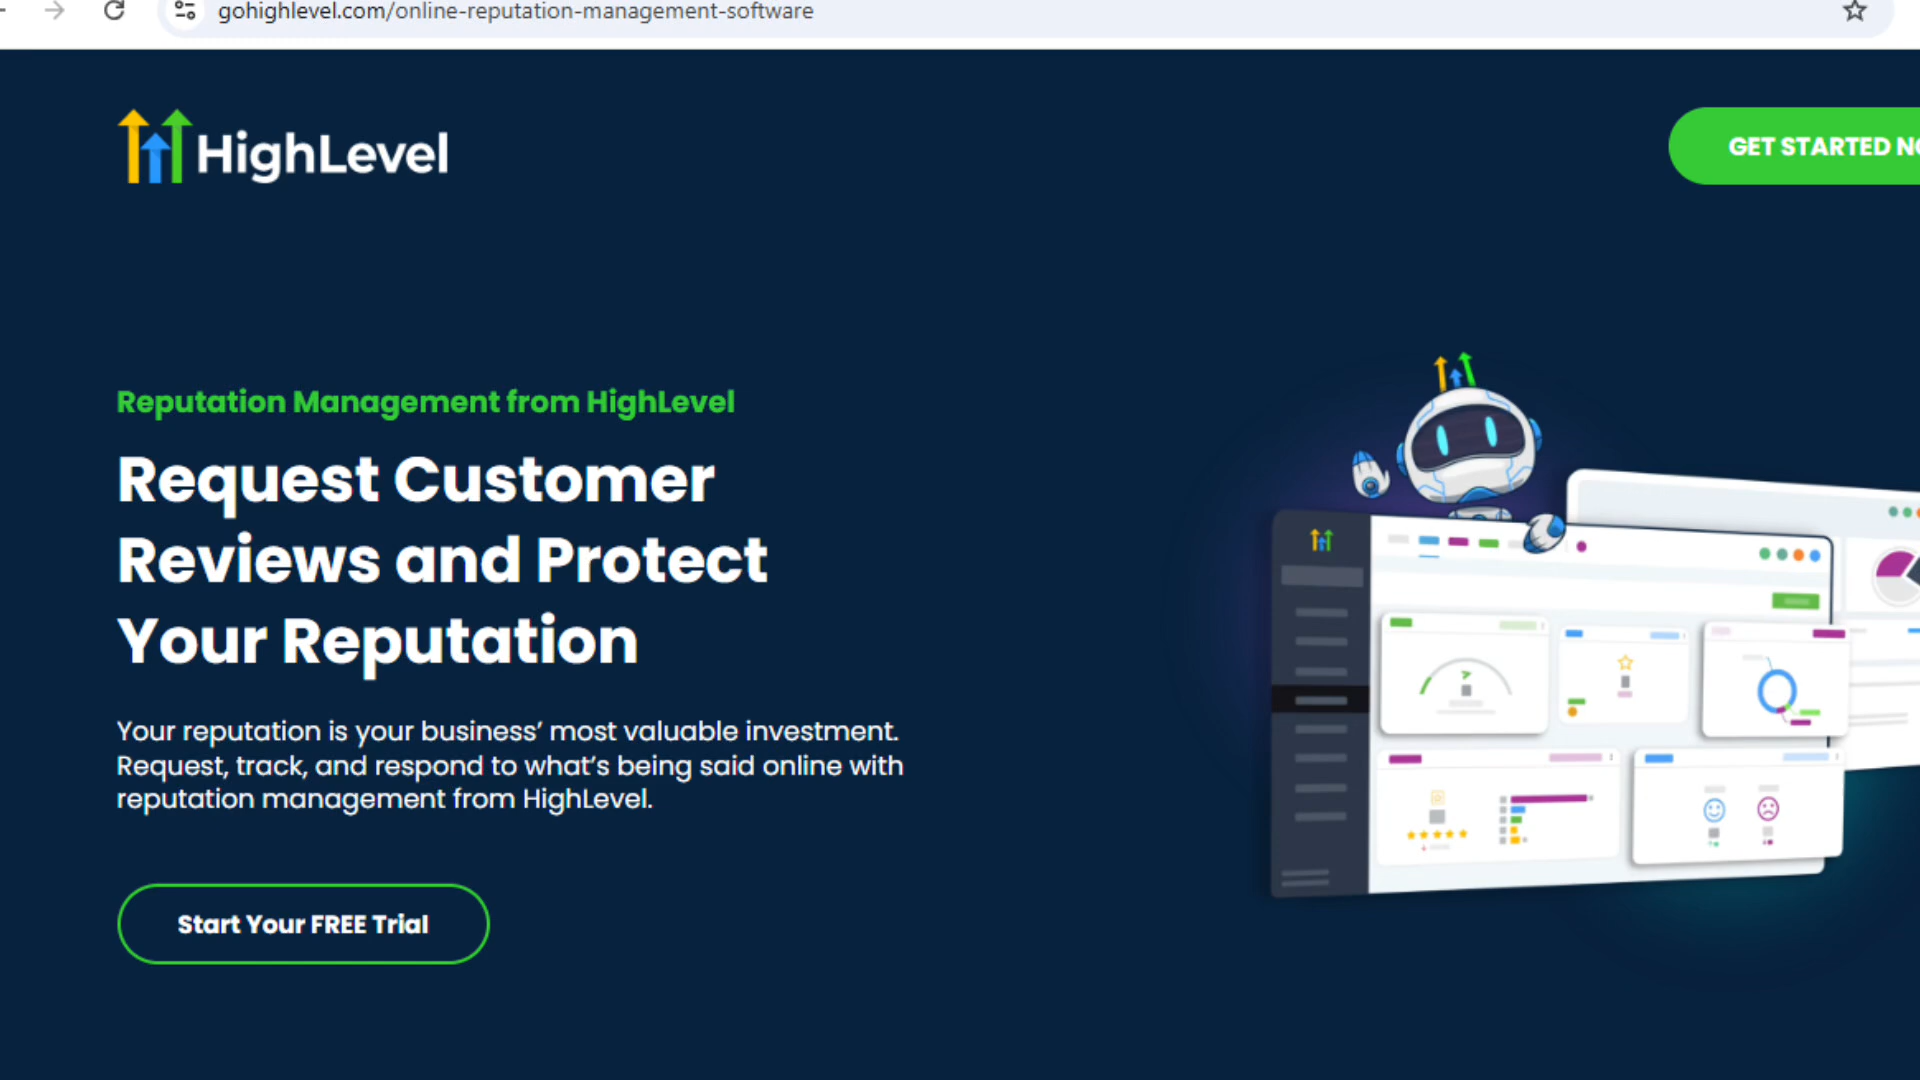 gohighlevel.com/online-reputation-management-software
HighLevel
GET STARTED
Reputation Management from HighLevel
Request Customer
Reviews and Protect
Your Reputation
Your reputation is your business’ most valuable investment.
Request, track, and respond to what’s being said online with
reputation management from HighLevel.
Start Your FREE Trial